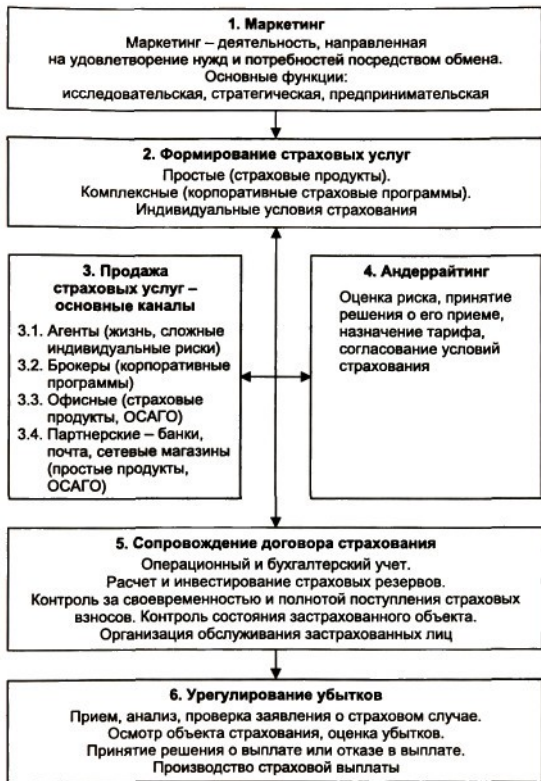 1. Маркетинг
Маркетинг – деятельность, направленная
на удовлетворение нужд и потребностей посредством обмена.
Основные функции:
исследовательская, стратегическая, предпринимательская
2. Формирование страховых услуг
Простые (страховые продукты).
Комплексные (корпоративные страховые программы).
Индивидуальные условия страхования
3. Продажа
страховых услуг –
основные каналы
3.1. Агенты (жизнь, сложные
индивидуальные риски)
3.2. Брокеры (корпоративные
программы)
3.3. Офисные (страховые
продукты, ОСАГО)
3.4. Партнерские – банки,
почта, сетевые магазины
(простые продукты,
ОСАГО)
4. Андеррайтинг
Оценка риска, принятие
решения о его приеме,
назначение тарифа,
согласование условий
страхования
5. Сопровождение договора страхования
Операционный и бухгалтерский учет.
Расчет и инвестирование страховых резервов.
Контроль за своевременностью и полнотой поступления страховых
взносов. Контроль состояния застрахованного объекта.
Организация обслуживания застрахованных лиц
6. Урегулирование убытков
Прием, анализ, проверка заявления о страховом случае.
Осмотр объекта страхования, оценка убытков.
Принятие решения о выплате или отказе в выплате.
Производство страховой выплаты